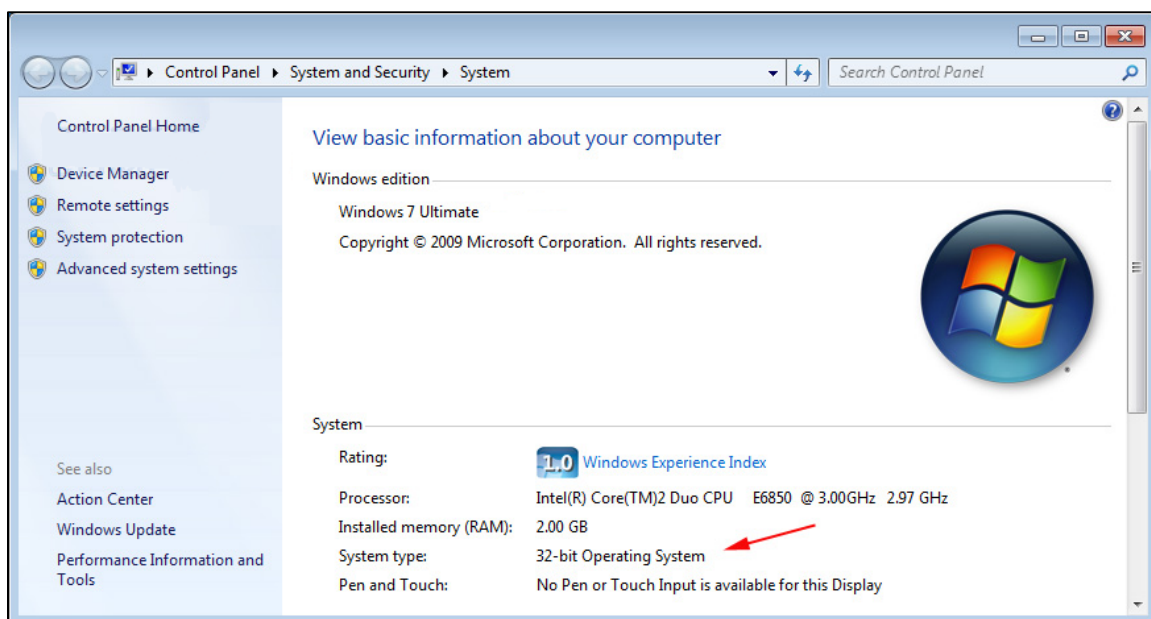 Control Panel ▸ System and Security ▸ System
Search Control Panel
Control Panel Home
Device Manager
Remote settings
System protection
Advanced system settings
See also
Action Center
Windows Update
Performance Information and
Tools
View basic information about your computer
Windows edition
Windows 7 Ultimate
Copyright © 2009 Microsoft Corporation. All rights reserved.
System
Rating:
1.0 Windows Experience Index
Processor:
Intel(R) Core(TM)2 Duo CPU E6850 @ 3.00GHz 2.97 GHz
Installed memory (RAM):
2.00 GB
System type:
32-bit Operating System
Pen and Touch:
No Pen or Touch Input is available for this Display